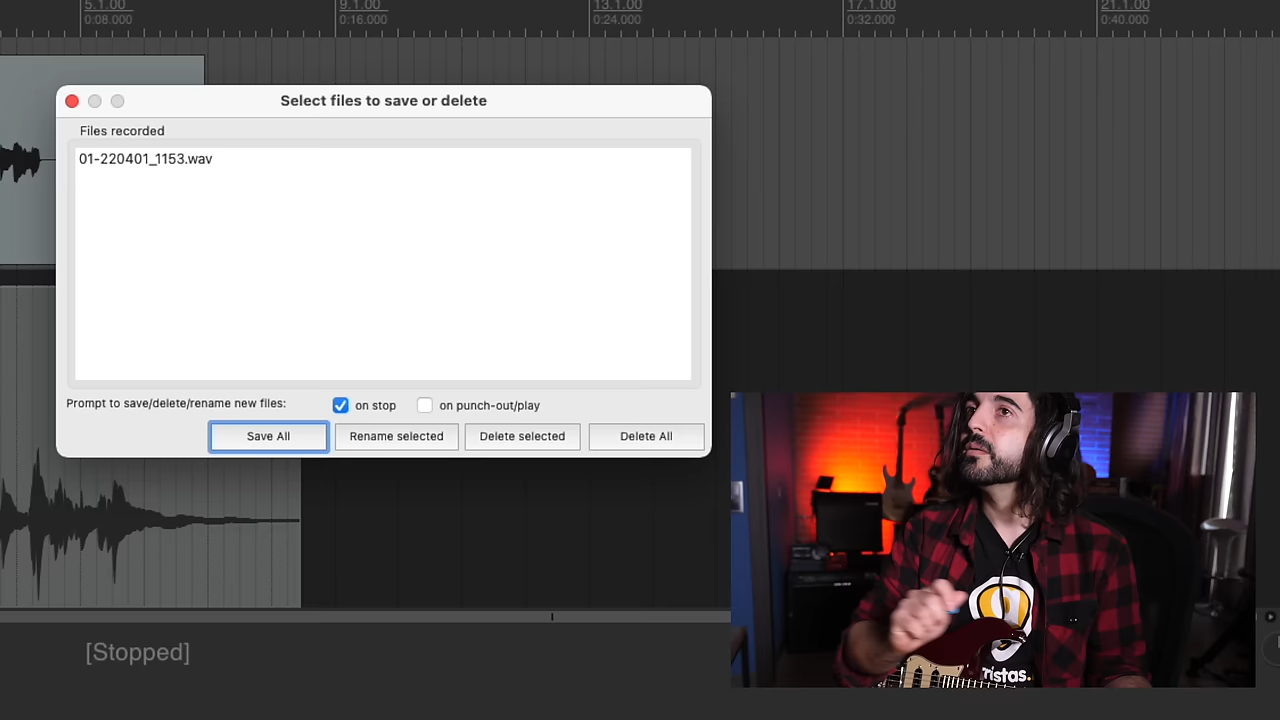 5.1.00 9.1.00 13.1.00 17.1.00 21.1.00
0:08.000 0:16.000 0:24.000 0:32.000 0:40.000
Select files to save or delete
Files recorded
01-220401_1153.wav
Prompt to save/delete/rename new files: on stop on punch-out/play
Save All Rename selected Delete selected Delete All
[Stopped]
ristas.